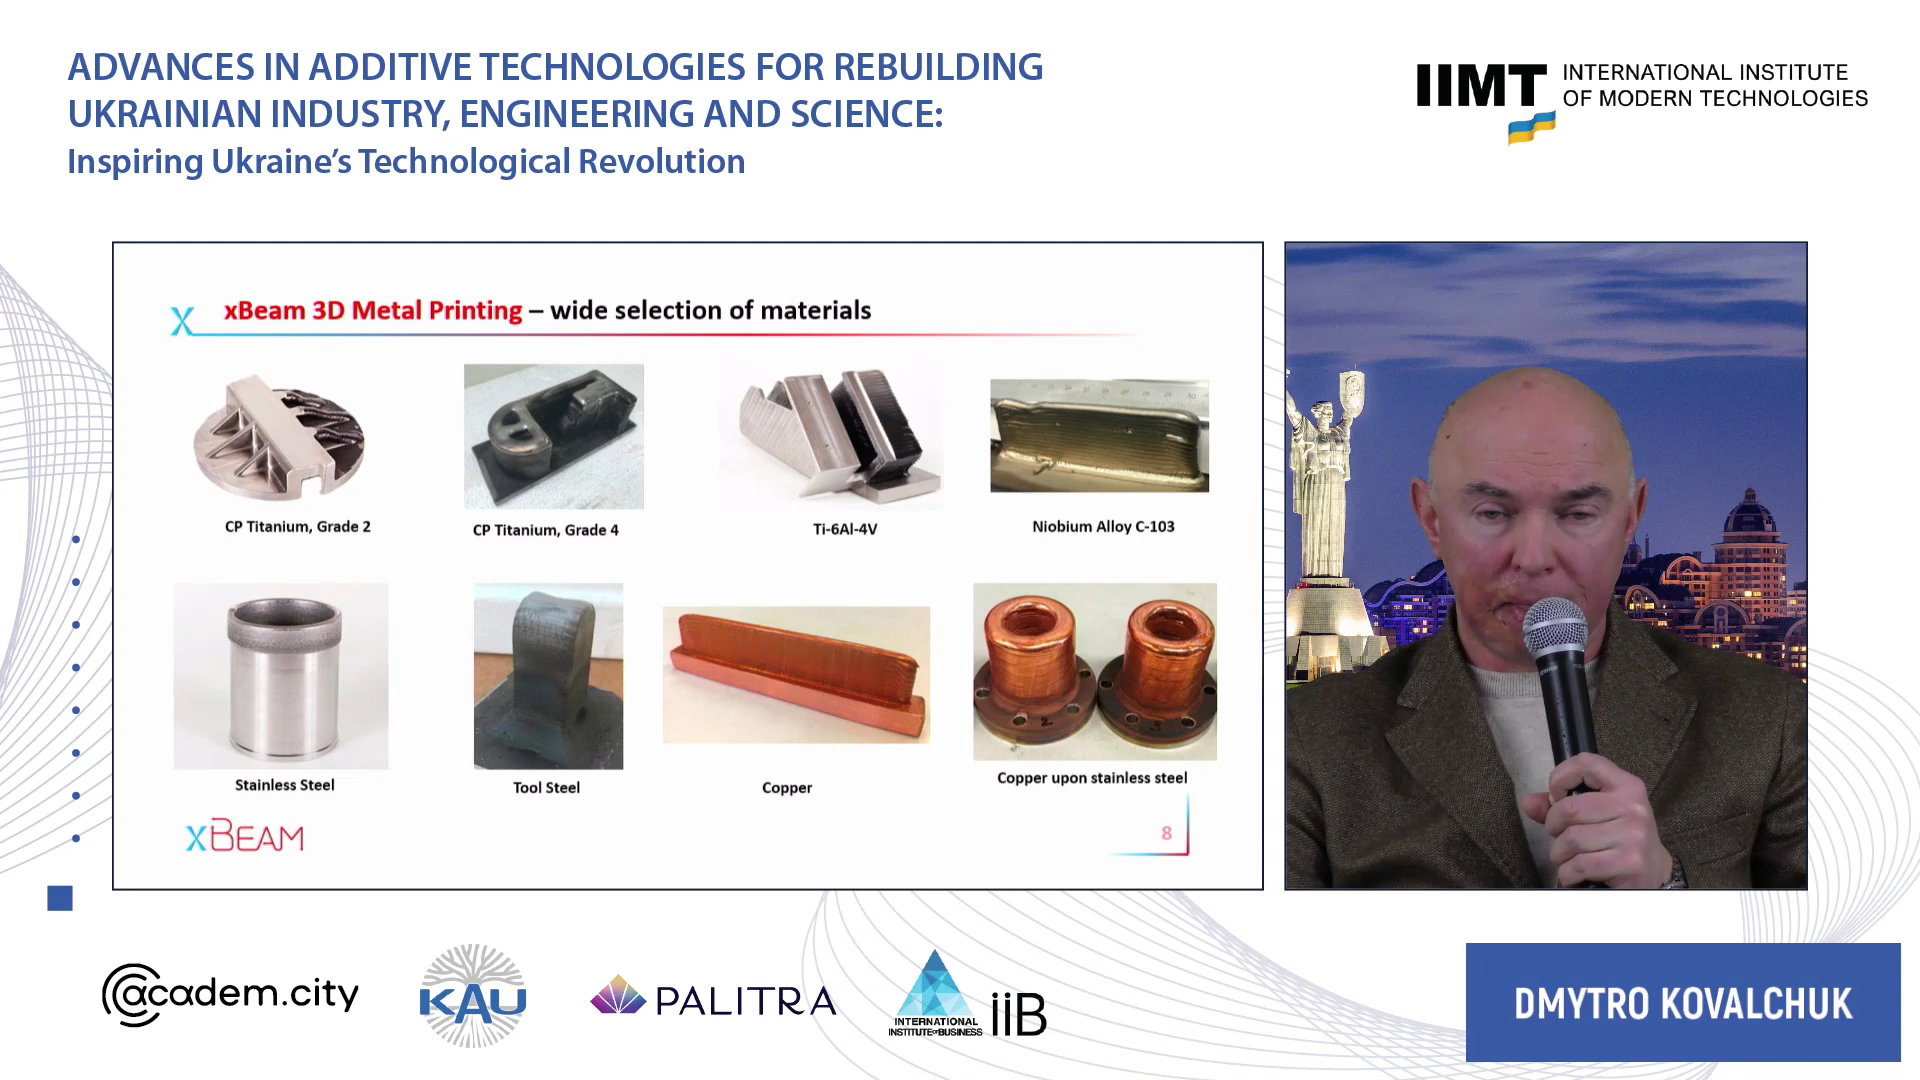 ADVANCES IN ADDITIVE TECHNOLOGIES FOR REBUILDING
UKRAINIAN INDUSTRY, ENGINEERING AND SCIENCE:
Inspiring Ukraine's Technological Revolution
IIMT
INTERNATIONAL INSTITUTE
OF MODERN TECHNOLOGIES
X
xBeam 3D Metal Printing – wide selection of materials
CP Titanium, Grade 2
CP Titanium, Grade 4
Ti-6Al-4V
Niobium Alloy C-103
Stainless Steel
Tool Steel
Copper
Copper upon stainless steel
2
3
xBEAM
8
@cadem.city
KAU
PALITRA
INTERNATIONAL
INSTITUTE OF BUSINESS
iiB
DMYTRO KOVALCHUK